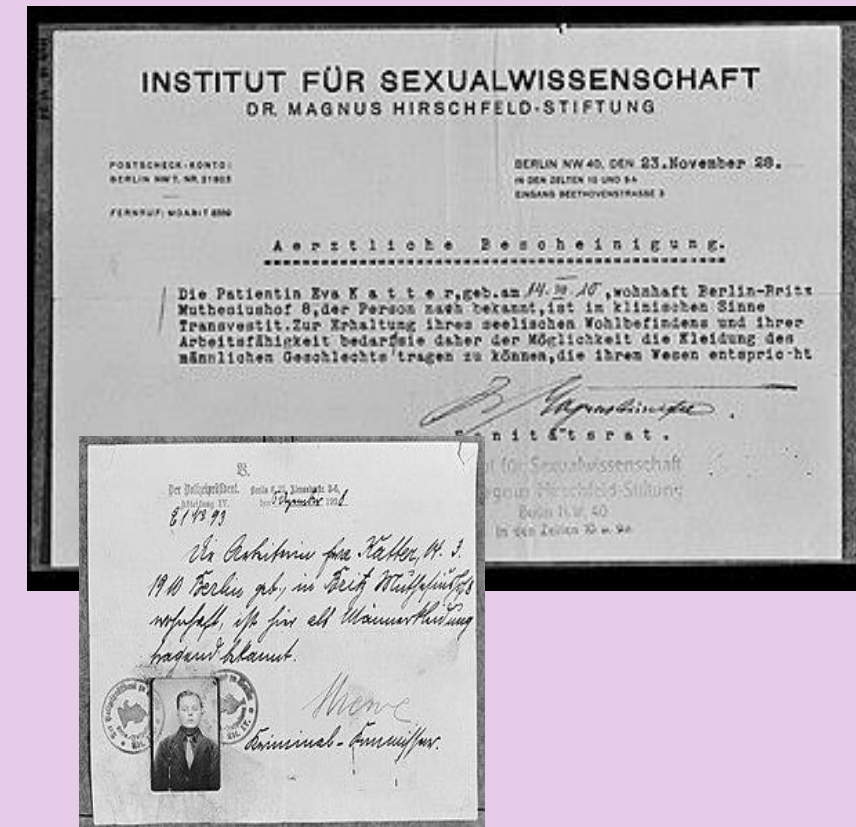 INSTITUT FÜR SEXUALWISSENSCHAFT
DR. MAGNUS HIRSCHFELD-STIFTUNG
POSTSCHECK-KONTO:
BERLIN NW 7, NR.
FERNRUF: MOABIT
BERLIN NW 40, DEN 23.November 28.
IN DEN ZELTEN 10 UND 9A
EINGANG BEETHOVENSTRASSE 3
Aerztliche Bescheinigung.
Die Patientin Eva Katter,geb.am 14. 10,wohnhaft Berlin-Britz
Muthesiushof 8,der Person nach bekannt,ist im klinischen Sinne
Transvestit.Zur Erhaltung ihres seelischen Wohlbefindens und ihrer
Arbeitsfähigkeit bedarf sie daher der Möglichkeit die Kleidung des
männlichen Geschlechts tragen zu können,die ihrem Wesen entspricht
Sanitätsrat.
für Sexualwissenschaft
Magnus Hirschfeld-Stiftung
Berlin N.W. 40
In den Zelten 10 u. 9a
B.
Der Polizeipräsident.
Abteilung IV.
Berlin
Die Arbeiterin Eva Katter, 14. 3.
1910 Berlin geb., in Britz Muthesiushof 8
wohnhaft, ist hier als Männerkleidung
tragend bekannt.
Kriminal-Kommissar.